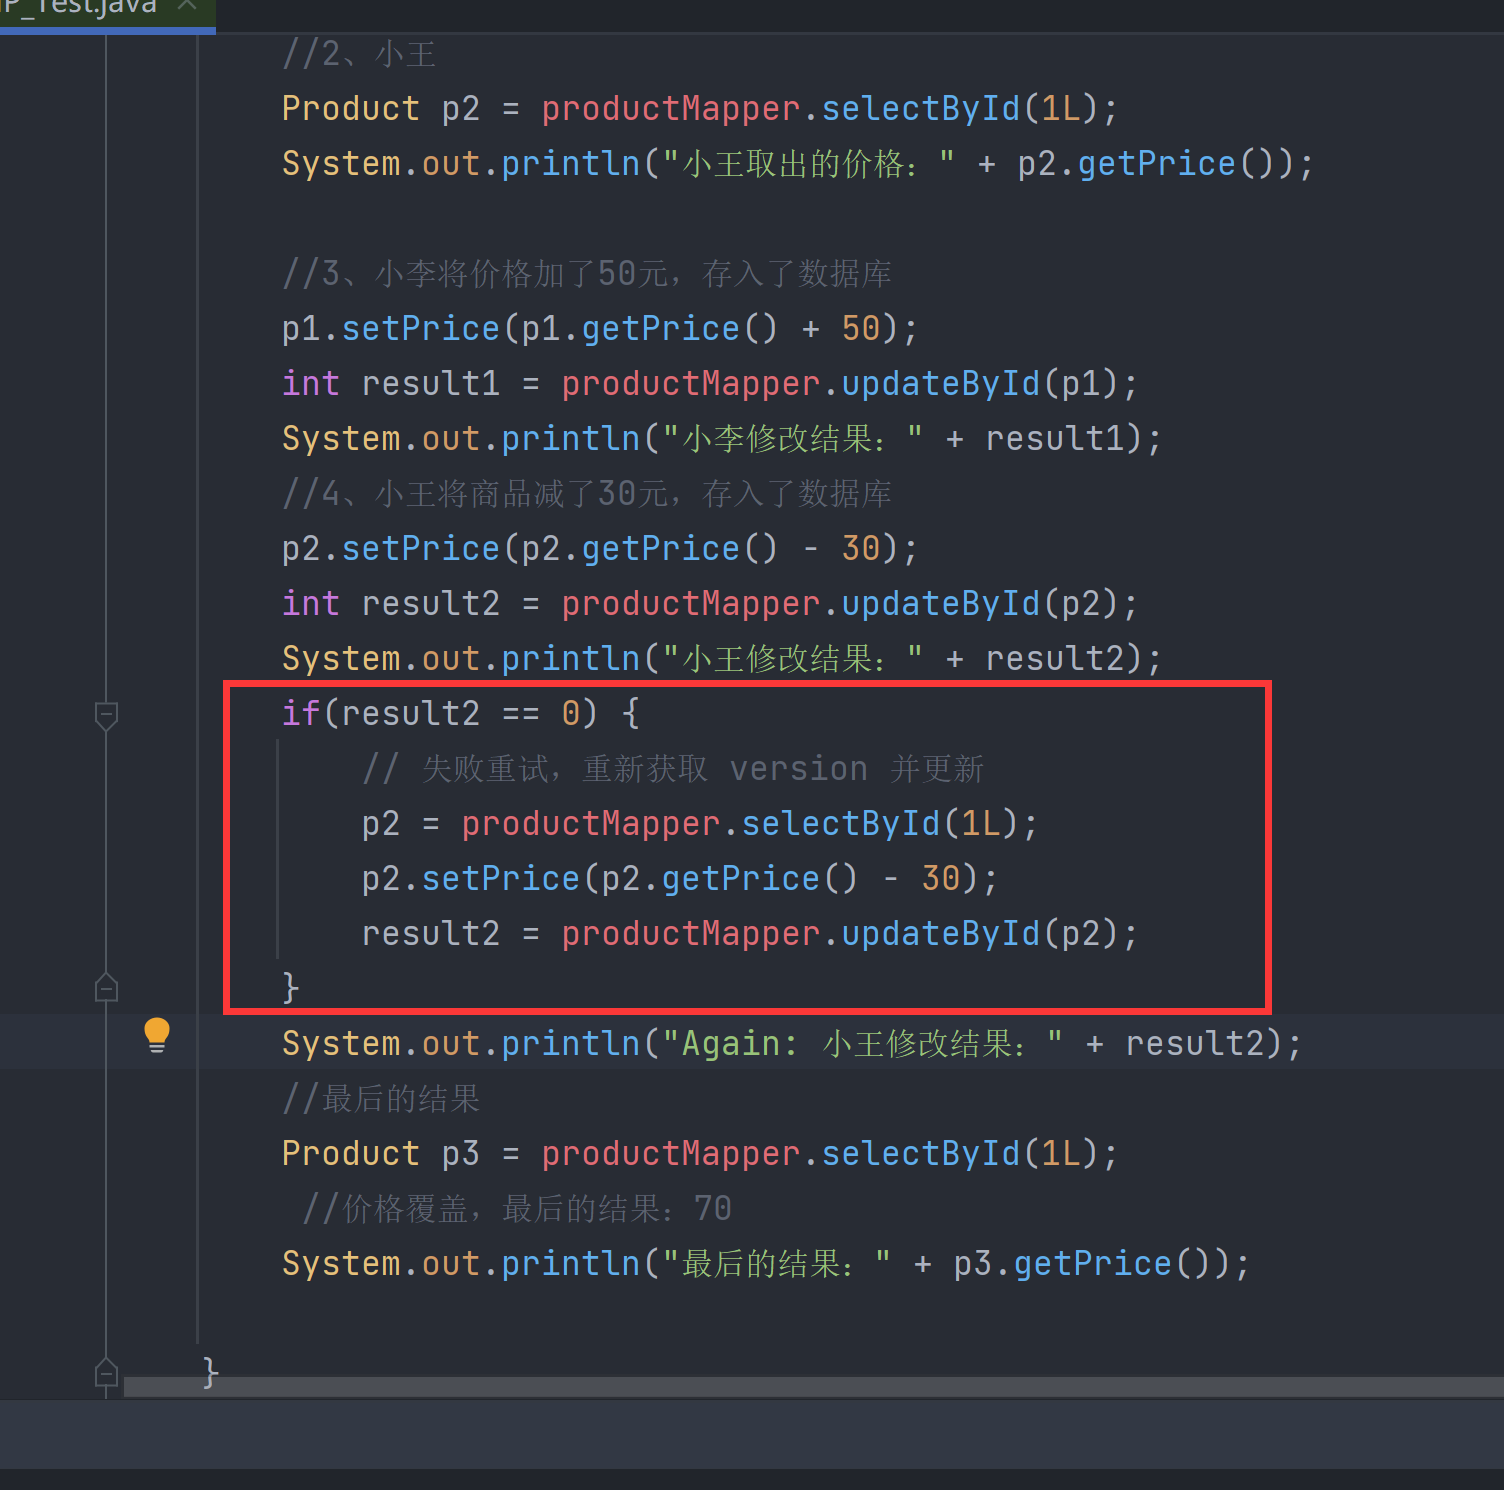 P_Test.java
//2、小王
Product p2 = productMapper.selectById(1L);
System.out.println("小王取出的价格：" + p2.getPrice());
//3、小李将价格加了50元，存入了数据库
p1.setPrice(p1.getPrice() + 50);
int result1 = productMapper.updateById(p1);
System.out.println("小李修改结果：" + result1);
//4、小王将商品减了30元，存入了数据库
p2.setPrice(p2.getPrice() - 30);
int result2 = productMapper.updateById(p2);
System.out.println("小王修改结果：" + result2);
if(result2 == 0) {
// 失败重试，重新获取 version 并更新
p2 = productMapper.selectById(1L);
p2.setPrice(p2.getPrice() - 30);
result2 = productMapper.updateById(p2);
}
System.out.println("Again: 小王修改结果：" + result2);
//最后的结果
Product p3 = productMapper.selectById(1L);
//价格覆盖，最后的结果：70
System.out.println("最后的结果：" + p3.getPrice());
}